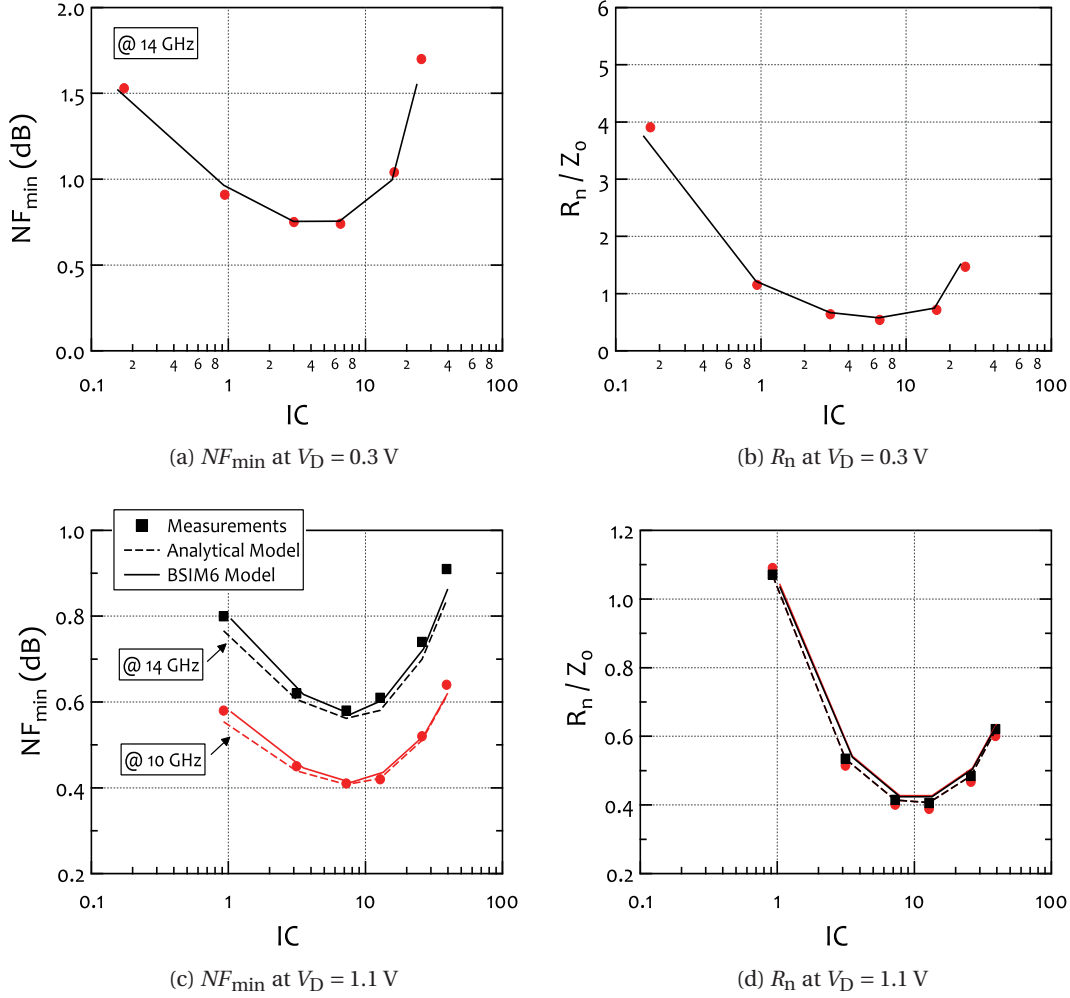 @ 14 GHz
NFmin (dB)
2.0
1.5
1.0
0.5
0.0
2 4 6 8 2 4 6 8 2 4 6 8
0.1 1 10 100
IC
(a) NFmin at VD = 0.3 V
Rn / Zo
6
5
4
3
2
1
0
2 4 6 8 2 4 6 8 2 4 6 8
0.1 1 10 100
IC
(b) Rn at VD = 0.3 V
Measurements
Analytical Model
BSIM6 Model
@ 14 GHz
@ 10 GHz
NFmin (dB)
1.0
0.8
0.6
0.4
0.2
0.1 1 10 100
IC
(c) NFmin at VD = 1.1 V
Rn / Zo
1.2
1.0
0.8
0.6
0.4
0.2
0.1 1 10 100
IC
(d) Rn at VD = 1.1 V